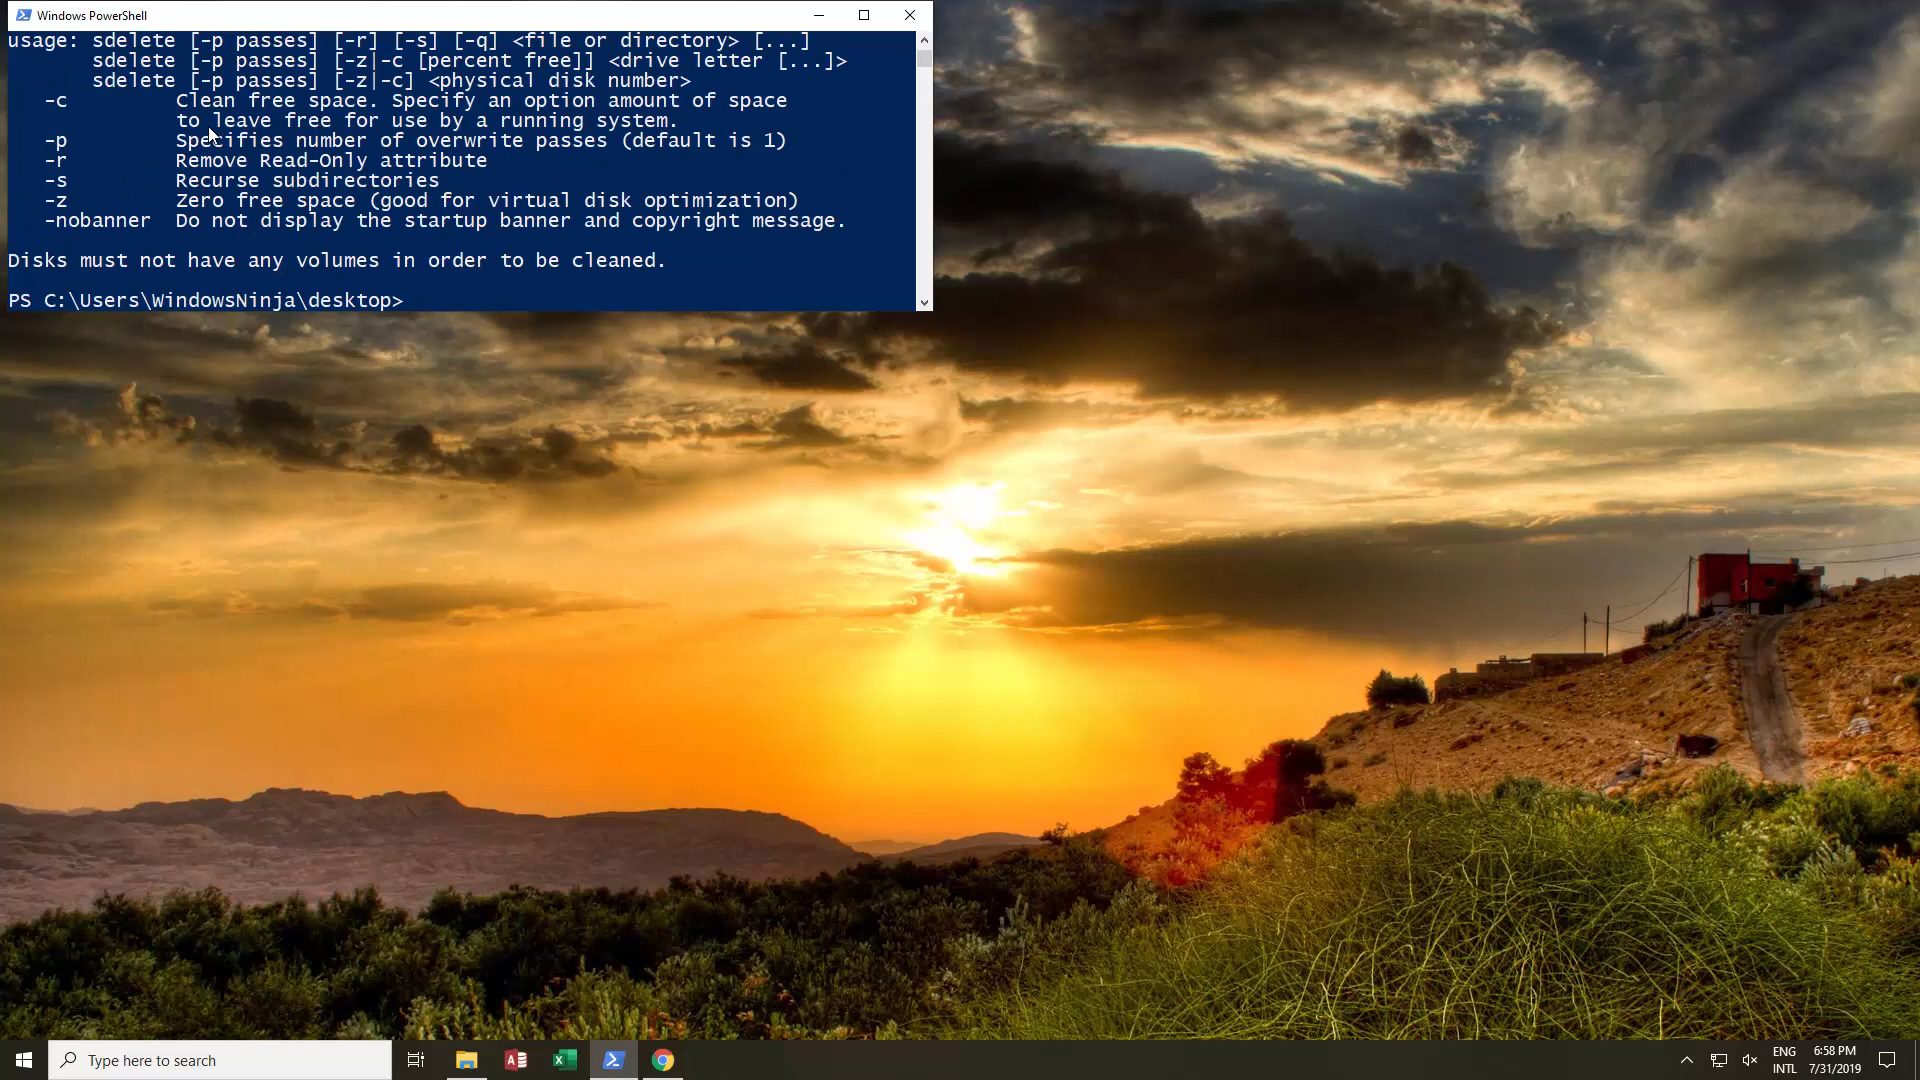 Windows PowerShell
usage: sdelete [-p passes] [-r] [-s] [-q] <file or directory> [...]
sdelete [-p passes] [-z|-c [percent free]] <drive letter [...]>
sdelete [-p passes] [-z|-c] <physical disk number>
-c Clean free space. Specify an option amount of space
to leave free for use by a running system.
-p Specifies number of overwrite passes (default is 1)
-r Remove Read-Only attribute
-s Recurse subdirectories
-z Zero free space (good for virtual disk optimization)
-nobanner Do not display the startup banner and copyright message.
Disks must not have any volumes in order to be cleaned.
PS C:\Users\WindowsNinja\desktop>
Type here to search
ENG
INTL
6:58 PM
7/31/2019